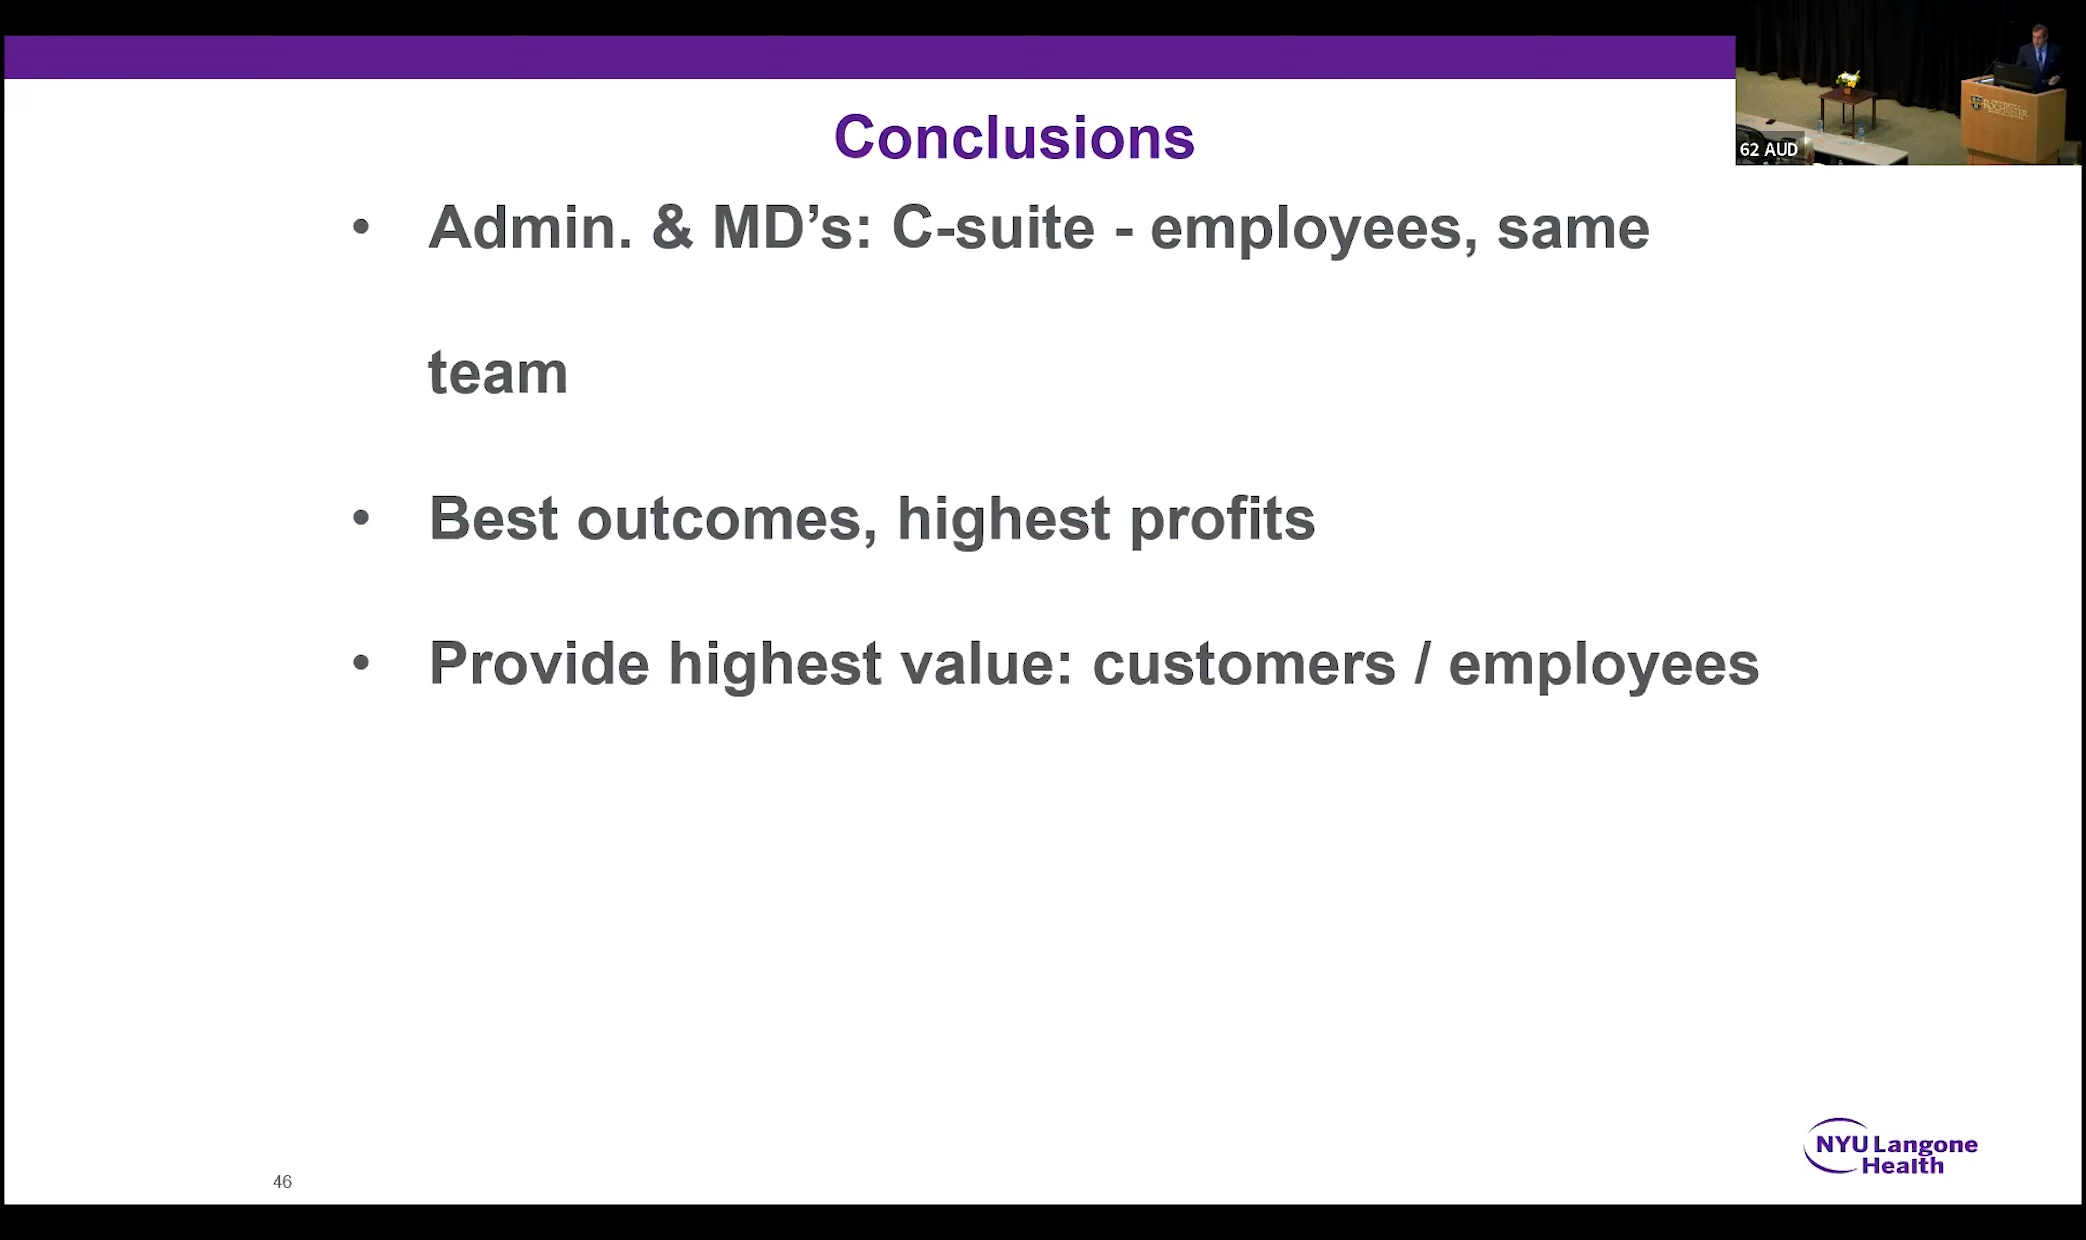 Conclusions
• Admin. & MD’s: C-suite - employees, same
team
• Best outcomes, highest profits
• Provide highest value: customers / employees
62 AUD
ROCHESTER
NYU Langone
Health
46